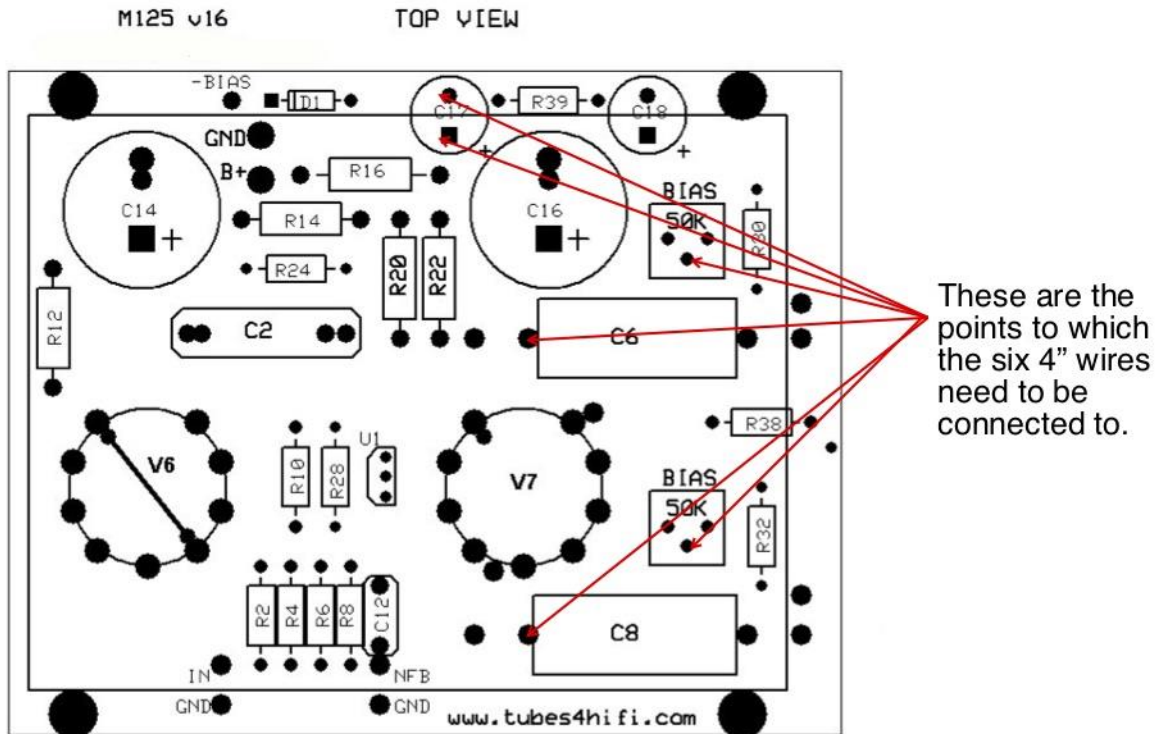 M125 v16 TOP VIEW
-BIAS
D1
C17
R39
C18
+
+
GND
B+
R16
C14
+
R14
C16
+
BIAS
50K
R30
R24
R20
R22
R12
C2
C6
These are the
points to which
the six 4” wires
need to be
connected to.
V6
R10
R28
U1
V7
R38
BIAS
50K
R32
R2
R4
R6
R8
C12
C8
IN
NFB
GND
GND
www.tubes4hifi.com